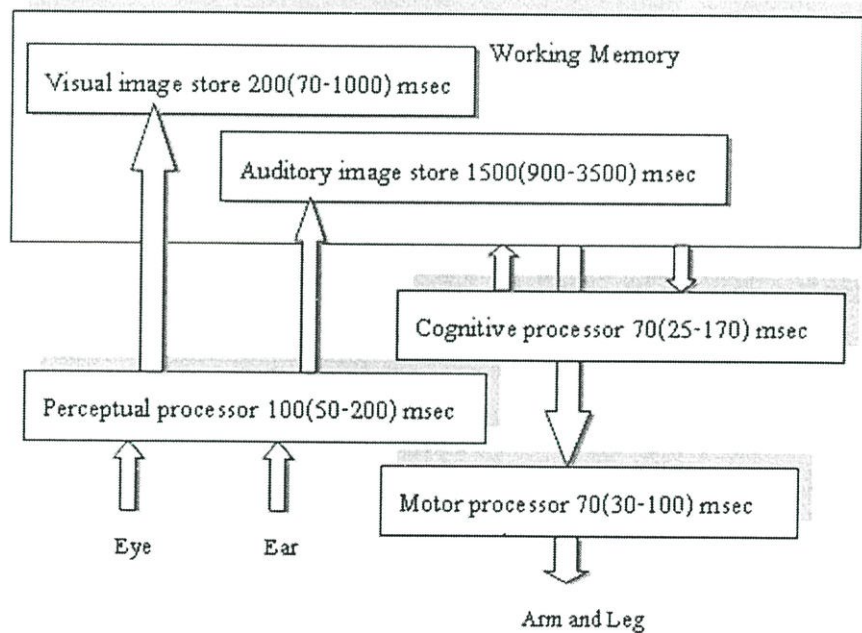 Working Memory
Visual image store 200(70-1000) msec
Auditory image store 1500(900-3500) msec
Cognitive processor 70(25-170) msec
Perceptual processor 100(50-200) msec
Motor processor 70(30-100) msec
Eye
Ear
Arm and Leg